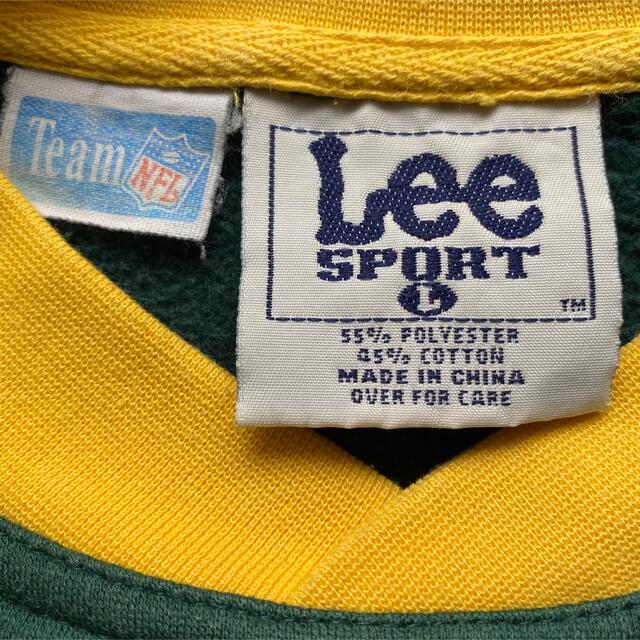 Team NFL
Lee
SPORT
L
TM
55% POLYESTER
45% COTTON
MADE IN CHINA
OVER FOR CARE